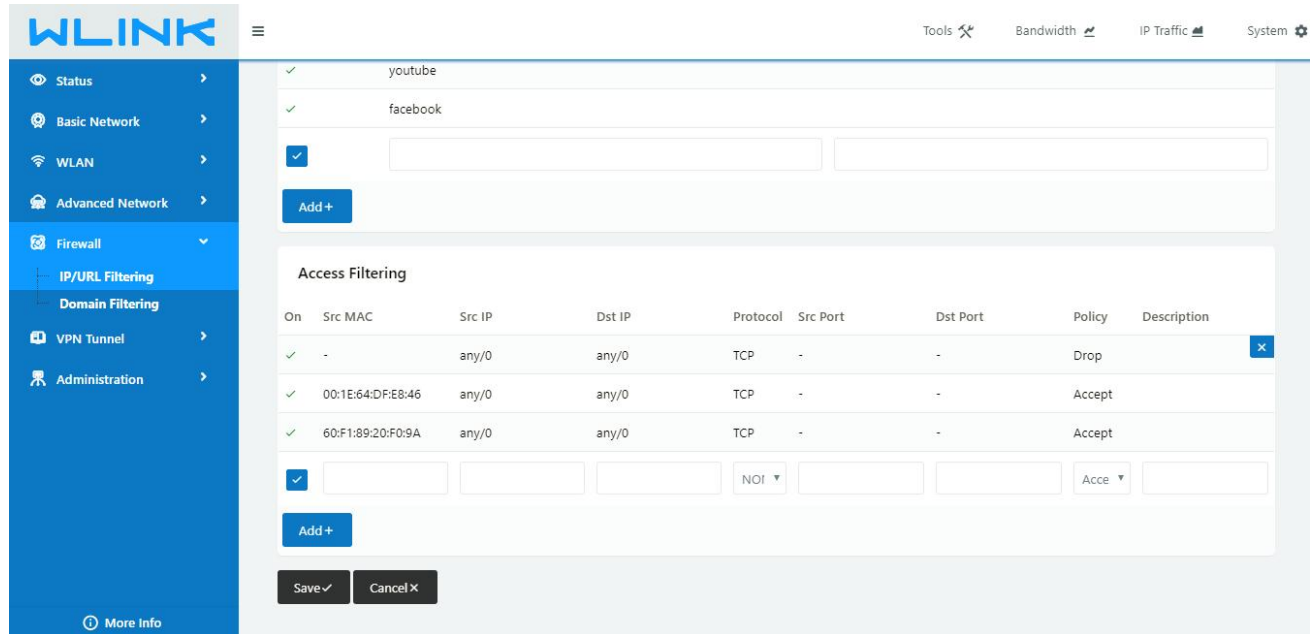 WLINK
Tools Bandwidth IP Traffic System
Status
Basic Network
WLAN
Advanced Network
Firewall
IP/URL Filtering
Domain Filtering
VPN Tunnel
Administration
More Info
youtube
facebook
Add+
Access Filtering
On Src MAC Src IP Dst IP Protocol Src Port Dst Port Policy Description
- any/0 any/0 TCP - - Drop
00:1E:64:DF:E8:46 any/0 any/0 TCP - - Accept
60:F1:89:20:F0:9A any/0 any/0 TCP - - Accept
Acce
Add+
Save Cancel